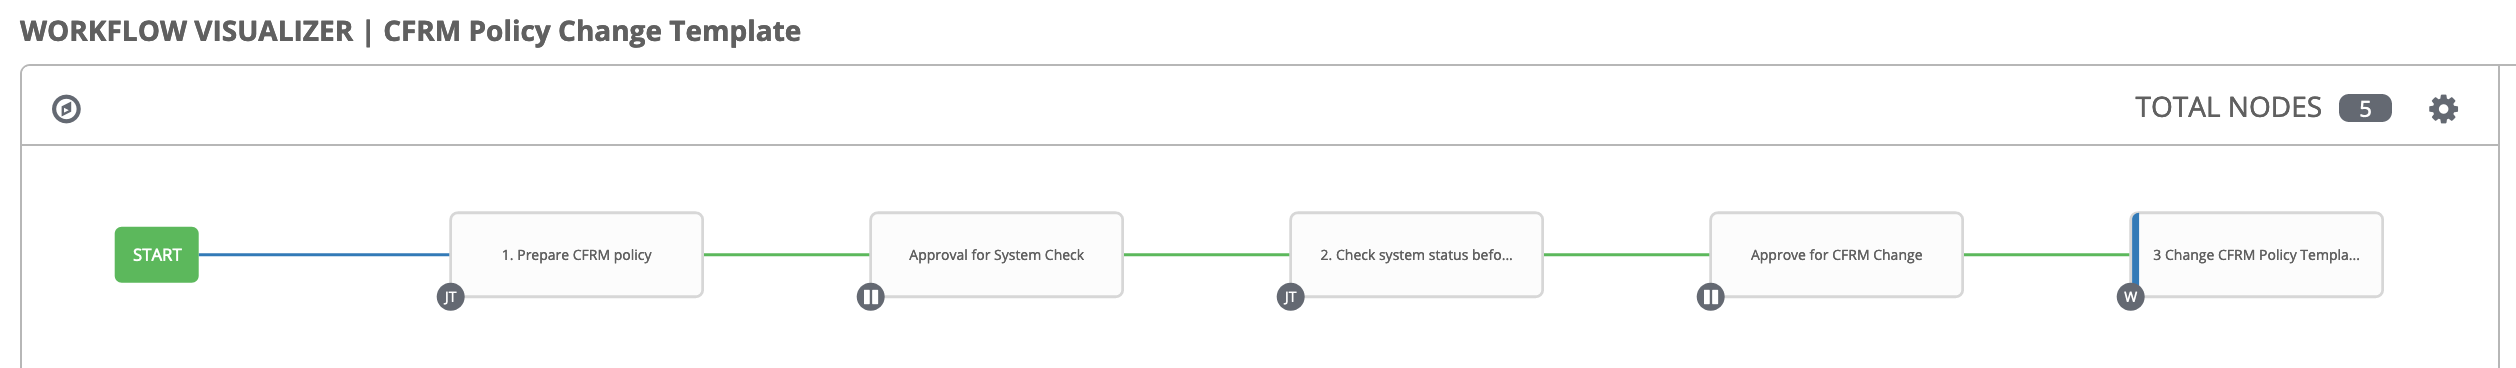 WORKFLOW VISUALIZER | CFRM Policy Change Template
TOTAL NODES 5
START
1. Prepare CFRM policy
Approval for System Check
2. Check system status befo...
Approve for CFRM Change
3 Change CFRM Policy Templa...
JT
JT
W